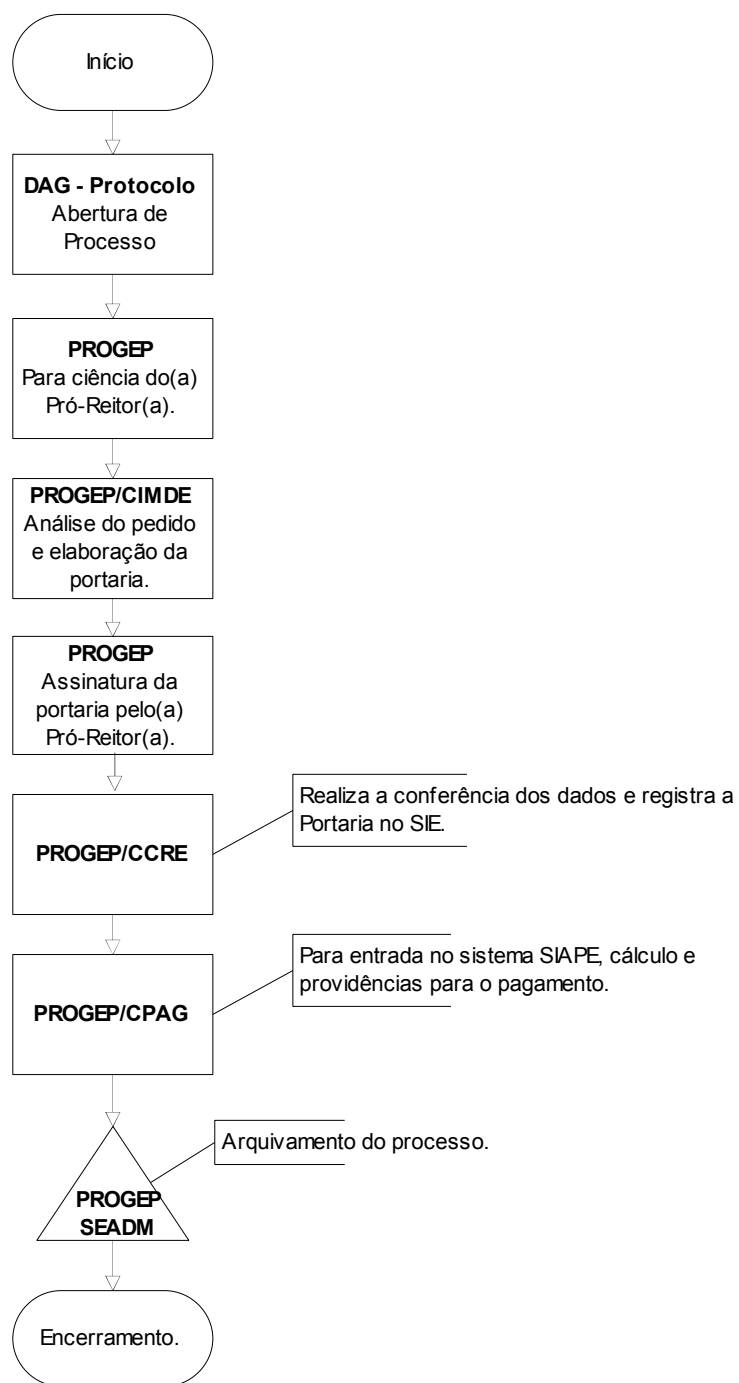 Início
DAG - Protocolo
Abertura de
Processo
PROGEP
Para ciência do(a)
Pró-Reitor(a).
PROGEP/CIMDE
Análise do pedido
e elaboração da
portaria.
PROGEP
Assinatura da
portaria pelo(a)
Pró-Reitor(a).
PROGEP/CCRE
Realiza a conferência dos dados e registra a
Portaria no SIE.
PROGEP/CPAG
Para entrada no sistema SIAPE, cálculo e
providências para o pagamento.
PROGEP
SEADM
Arquivamento do processo.
Encerramento.